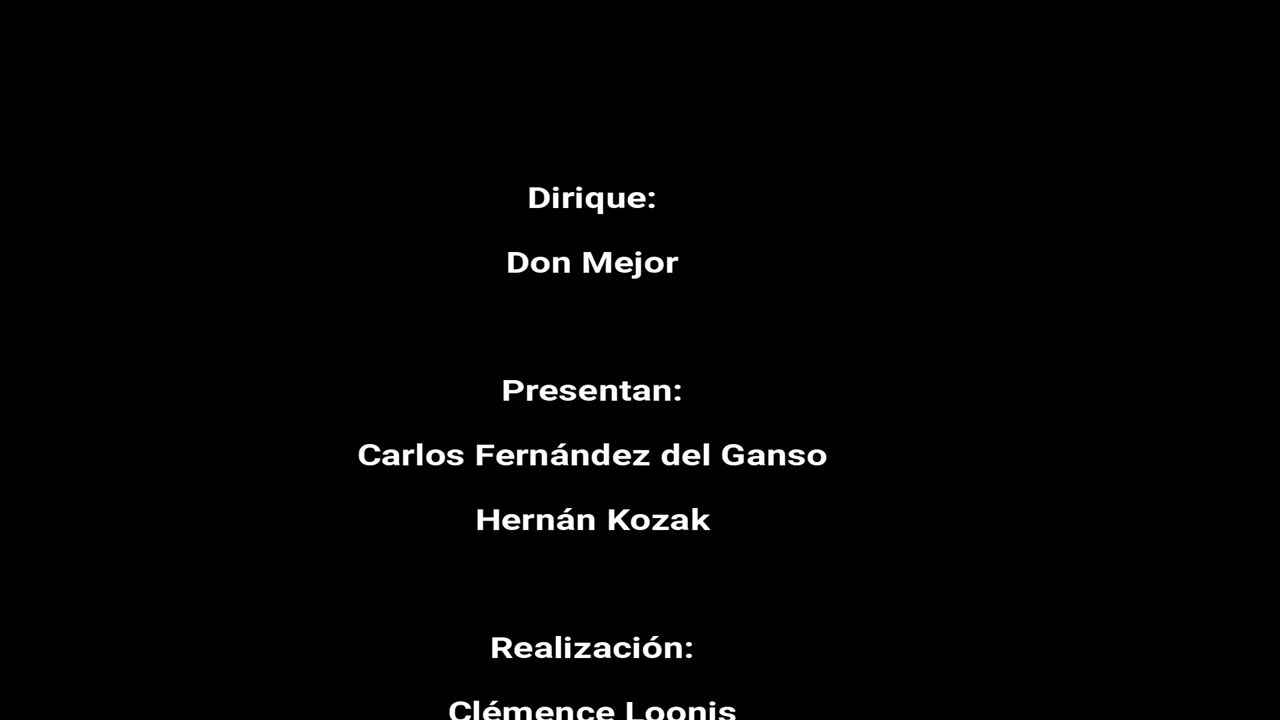 Dirique:
Don Mejor
Presentan:
Carlos Fernández del Ganso
Hernán Kozak
Realización:
Clémence Loonis